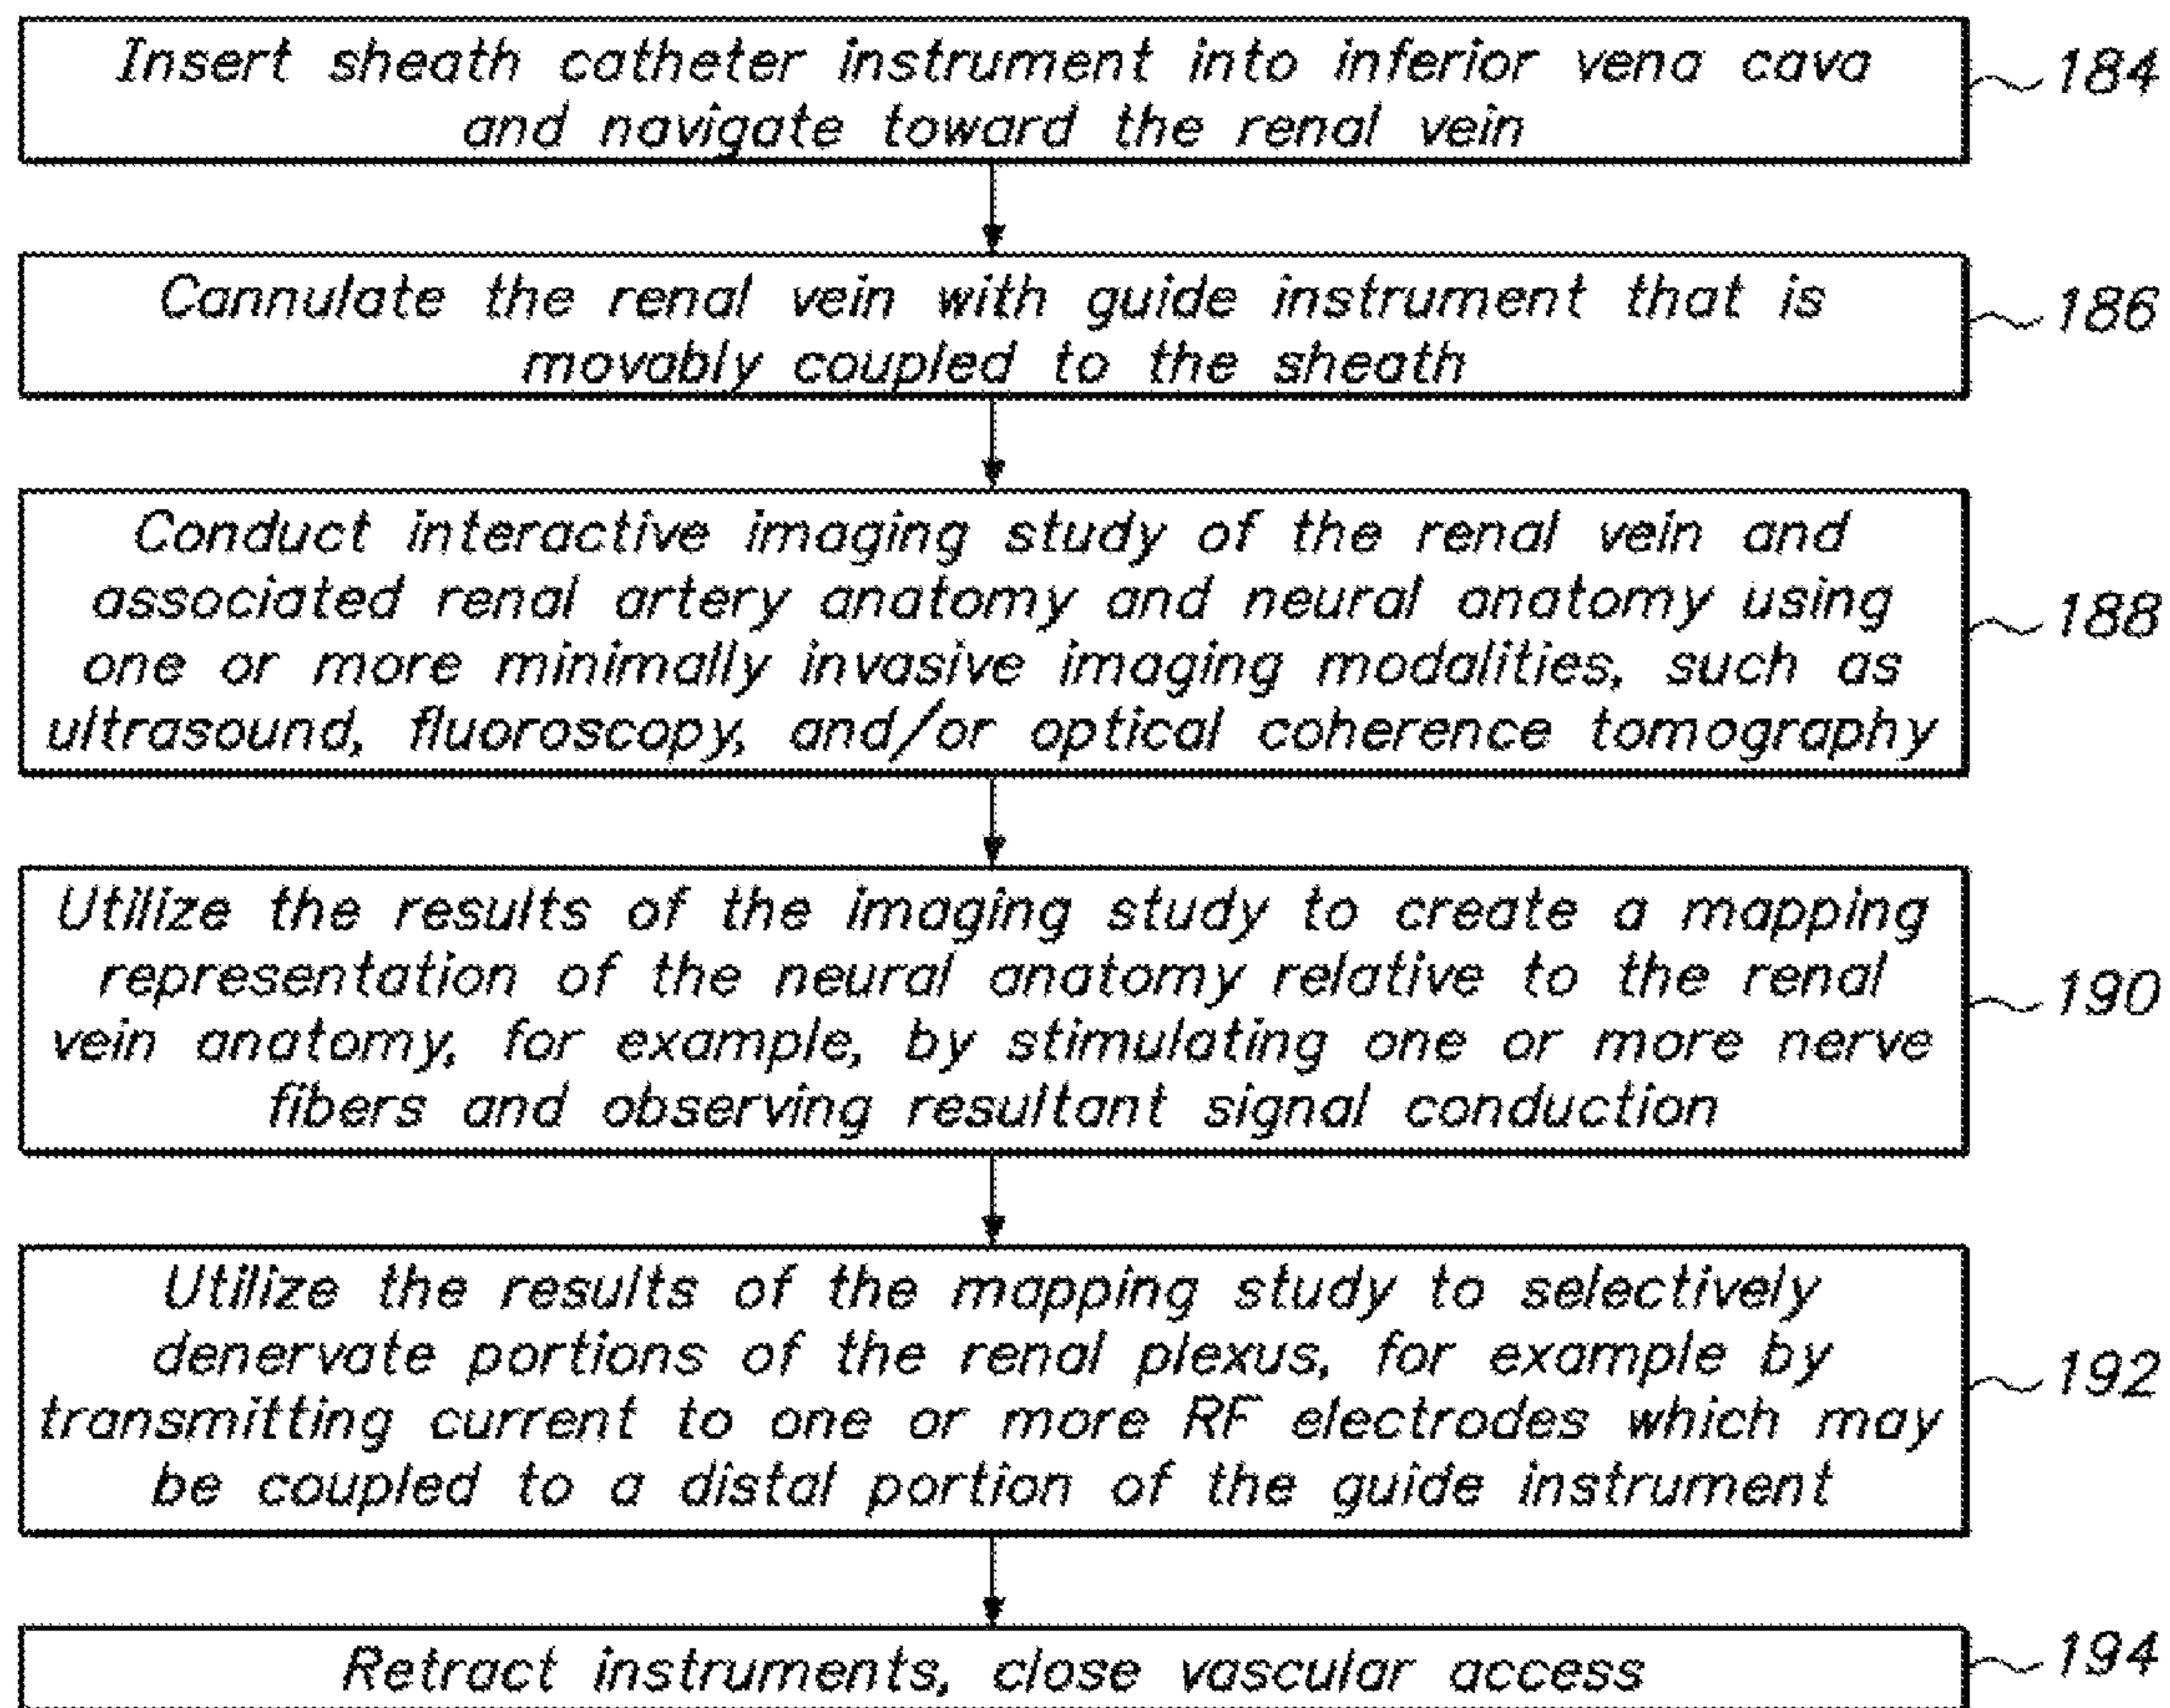 Insert sheath catheter instrument into inferior vena cava
and navigate toward the renal vein
184
Cannulate the renal vein with guide instrument that is
movably coupled to the sheath
186
Conduct interactive imaging study of the renal vein and
associated renal artery anatomy and neural anatomy using
one or more minimally invasive imaging modalities, such as
ultrasound, fluoroscopy, and/or optical coherence tomography
188
Utilize the results of the imaging study to create a mapping
representation of the neural anatomy relative to the renal
vein anatomy, for example, by stimulating one or more nerve
fibers and observing resultant signal conduction
190
Utilize the results of the mapping study to selectively
denervate portions of the renal plexus, for example by
transmitting current to one or more RF electrodes which may
be coupled to a distal portion of the guide instrument
192
Retract instruments, close vascular access
194